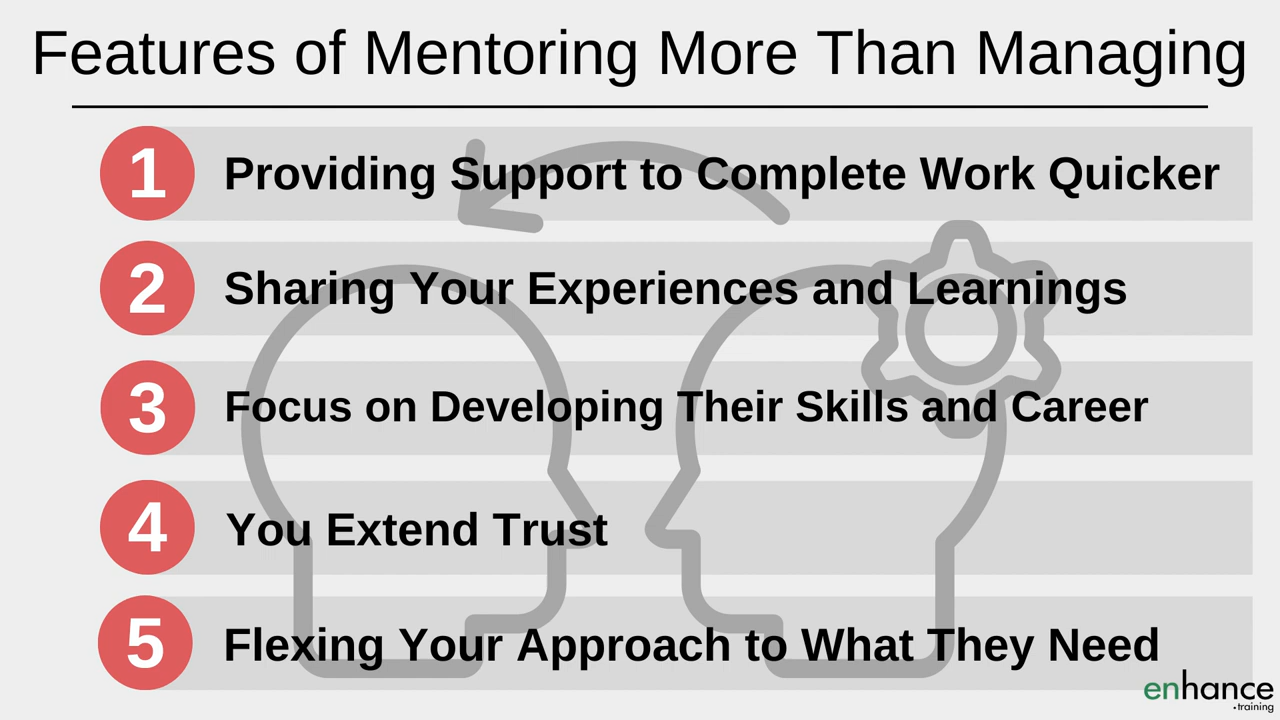 Features of Mentoring More Than Managing
1 Providing Support to Complete Work Quicker
2 Sharing Your Experiences and Learnings
3 Focus on Developing Their Skills and Career
4 You Extend Trust
5 Flexing Your Approach to What They Need
enhance
•training